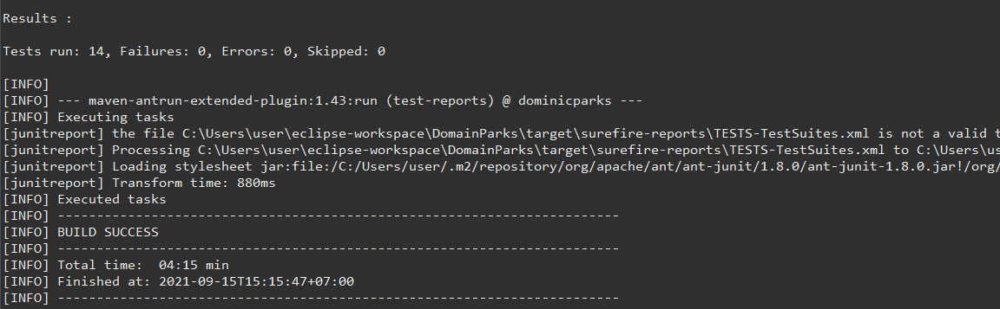 Results :
Tests run: 14, Failures: 0, Errors: 0, Skipped: 0
[INFO]
[INFO] --- maven-antrun-extended-plugin:1.43:run (test-reports) @ dominicparks ---
[INFO] Executing tasks
[junitreport] the file C:\Users\user\eclipse-workspace\DomainParks\target\surefire-reports\TESTS-TestSuites.xml is not a valid t
[junitreport] Processing C:\Users\user\eclipse-workspace\DomainParks\target\surefire-reports\TESTS-TestSuites.xml to C:\Users\us
[junitreport] Loading stylesheet jar:file:/C:/Users/user/.m2/repository/org/apache/ant/ant-junit/1.8.0/ant-junit-1.8.0.jar!/org/
[junitreport] Transform time: 880ms
[INFO] Executed tasks
[INFO] ------------------------------------------------------------------------
[INFO] BUILD SUCCESS
[INFO] ------------------------------------------------------------------------
[INFO] Total time:  04:15 min
[INFO] Finished at: 2021-09-15T15:15:47+07:00
[INFO] ------------------------------------------------------------------------